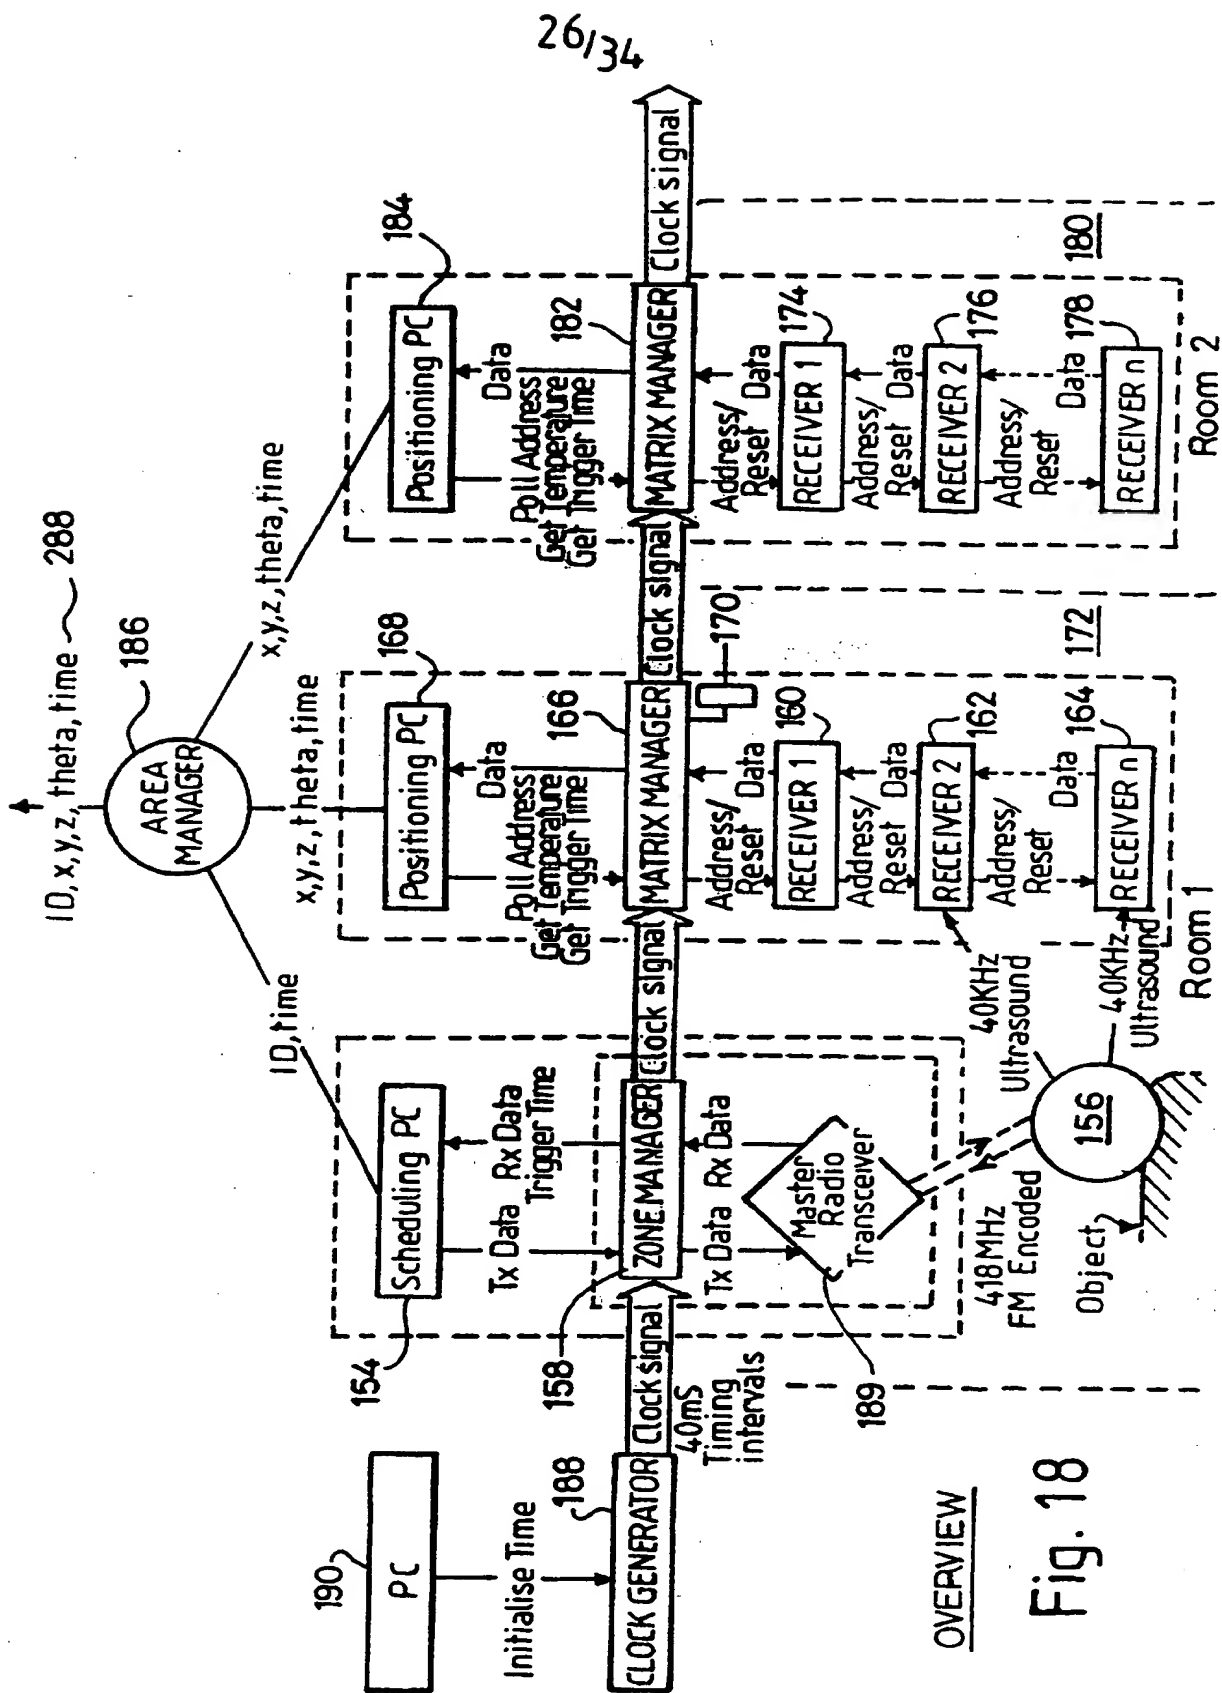 26/34
ID, x,y,z, theta, time
288
AREA
MANAGER
186
ID, time
x,y,z, theta, time
x,y,z, theta, time
PC
190
Initialise Time
CLOCK GENERATOR
188
Clock signal
40mS
Timing
intervals
Scheduling PC
154
Tx Data
Rx Data
Trigger Time
ZONE MANAGER
158
Tx Data
Rx Data
Master
Radio
Transceiver
189
418MHz
FM Encoded
Object
156
40KHz
Ultrasound
40KHz
Ultrasound
Clock signal
Positioning PC
168
Poll Address
Get Temperature
Get Trigger Time
Data
MATRIX MANAGER
166
170
Address/
Reset
Data
RECEIVER 1
160
Address/
Reset
Data
RECEIVER 2
162
Address/
Reset
Data
RECEIVER n
164
Room 1
172
Clock signal
Positioning PC
184
Poll Address
Get Temperature
Get Trigger Time
Data
MATRIX MANAGER
182
Address/
Reset
Data
RECEIVER 1
174
Address/
Reset
Data
RECEIVER 2
176
Address/
Reset
Data
RECEIVER n
178
Room 2
180
Clock signal
OVERVIEW
Fig. 18